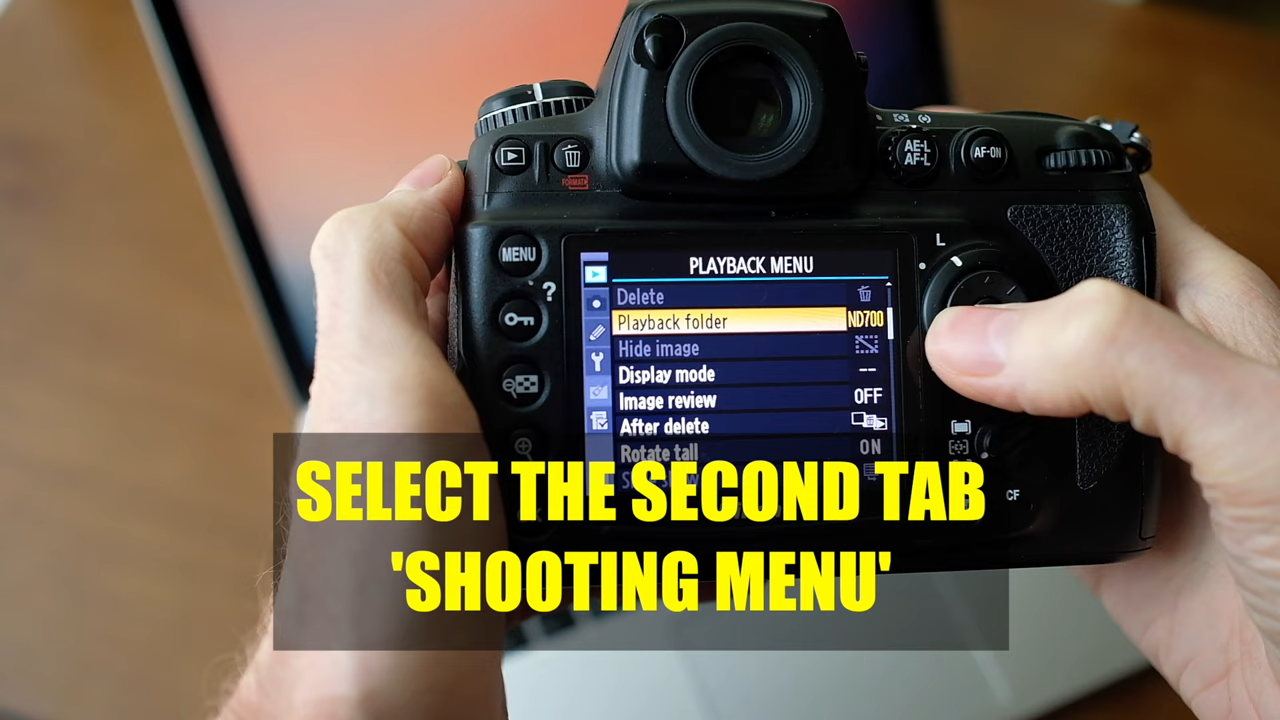 AE-L
AF-L
AF-ON
FORMAT
MENU
?
L
PLAYBACK MENU
Delete
Playback folder ND700
Hide image
Display mode --
Image review OFF
After delete
Rotate tall ON
CF
SELECT THE SECOND TAB
'SHOOTING MENU'